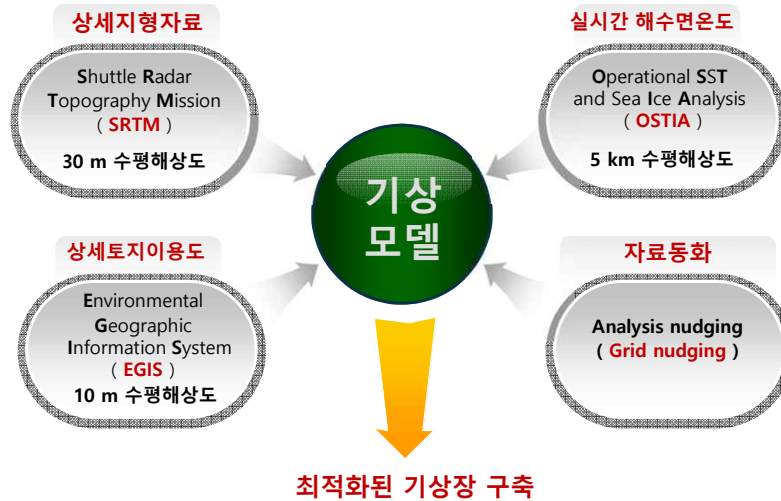 상세지형자료
Shuttle Radar
Topography Mission
( SRTM )
30 m 수평해상도
실시간 해수면온도
Operational SST
and Sea Ice Analysis
( OSTIA )
5 km 수평해상도
기상
모델
상세토지이용도
Environmental
Geographic
Information System
( EGIS )
10 m 수평해상도
자료동화
Analysis nudging
( Grid nudging )
최적화된 기상장 구축